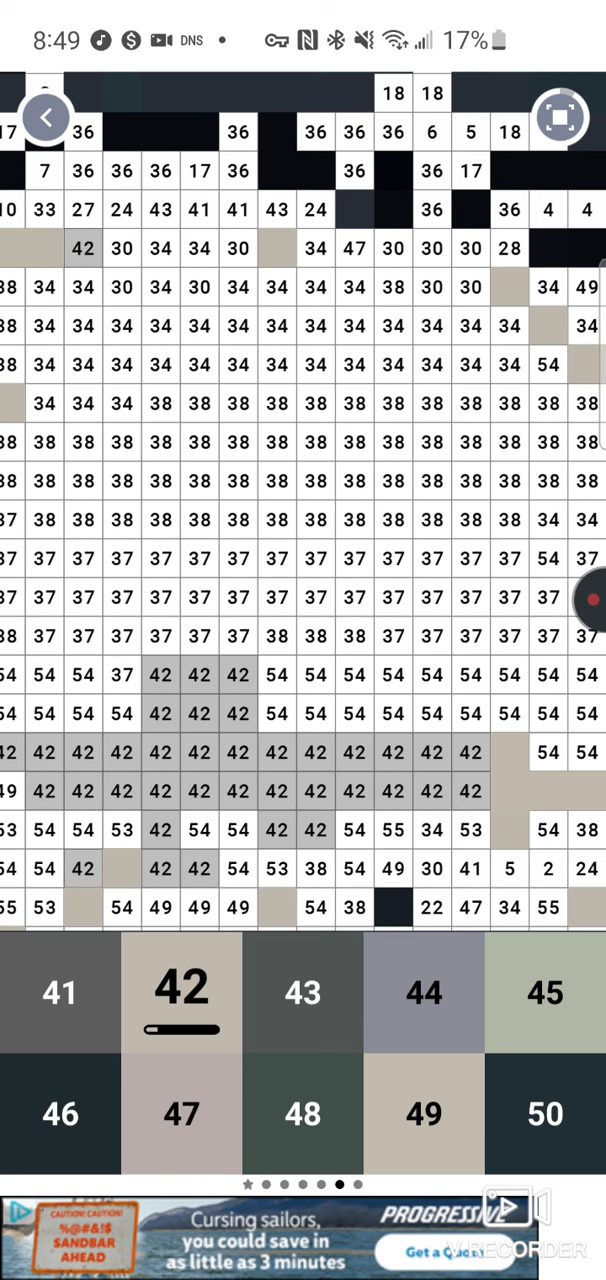 8:49 DNS 17%
18 18
17 36 36 36 36 36 6 5 18
7 36 36 36 17 36 36 36 17
10 33 27 24 43 41 41 43 24 36 36 4 4
42 30 34 34 30 34 47 30 30 30 28
38 34 34 30 34 30 34 34 34 34 38 30 30 34 49
38 34 34 34 34 34 34 34 34 34 34 34 34 34 34
38 34 34 34 34 34 34 34 34 34 34 34 34 34 54
34 34 34 38 38 38 38 38 38 38 38 38 38 38 38
38 38 38 38 38 38 38 38 38 38 38 38 38 38 38 38
38 38 38 38 38 38 38 38 38 38 38 38 38 38 38 38
37 38 38 38 38 38 38 38 38 38 38 38 38 38 34 34
37 37 37 37 37 37 37 37 37 37 37 37 37 37 54 37
37 37 37 37 37 37 37 37 37 37 37 37 37 37 37
38 37 37 37 37 37 37 38 38 38 37 37 37 37 37 37
54 54 54 37 42 42 42 54 54 54 54 54 54 54 54 54
54 54 54 54 42 42 42 54 54 54 54 54 54 54 54 54
42 42 42 42 42 42 42 42 42 42 42 42 42 54 54
49 42 42 42 42 42 42 42 42 42 42 42 42
53 54 54 53 42 54 54 42 42 54 55 34 53 54 38
54 54 42 42 42 54 53 38 54 49 30 41 5 2 24
55 53 54 49 49 49 54 38 22 47 34 55
41 42 43 44 45
46 47 48 49 50
CAUTION! CAUTION!
%@#&!$
SANDBAR
AHEAD
Cursing sailors,
you could save in
as little as 3 minutes
PROGRESSIVE
Get a Quote
RECORDER